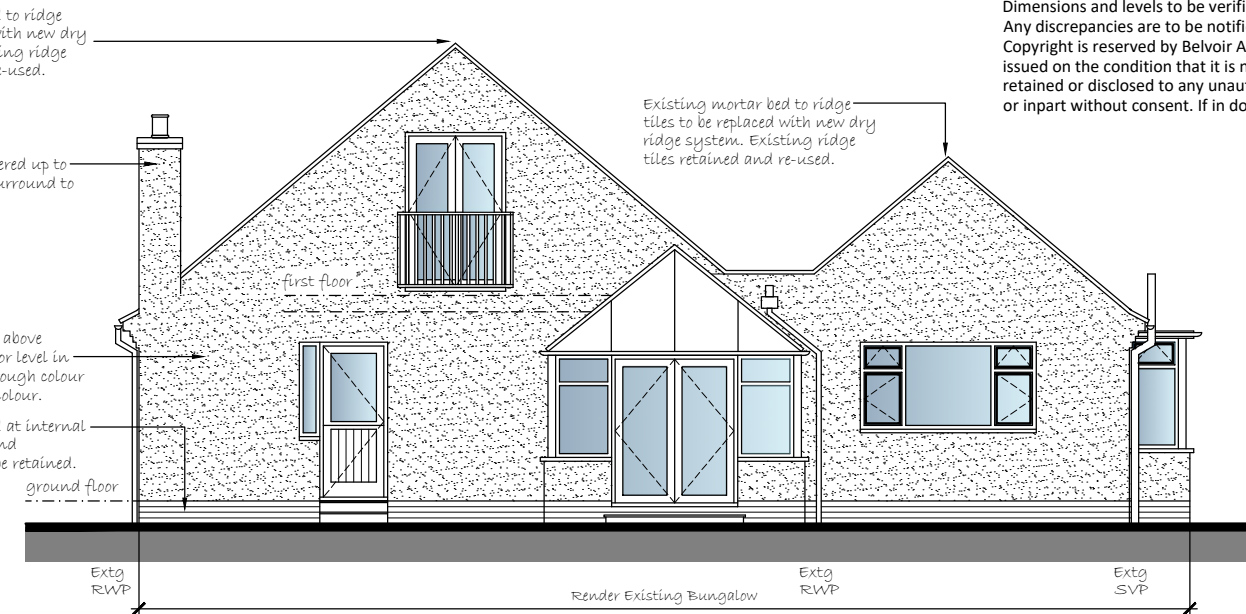 to ridge
with new dry
ing ridge
e-used.
Dimensions and levels to be verifi
Any discrepancies are to be notifi
Copyright is reserved by Belvoir A
issued on the condition that it is n
retained or disclosed to any unaut
or inpart without consent. If in do
Existing mortar bed to ridge
tiles to be replaced with new dry
ridge system. Existing ridge
tiles retained and re-used.
ered up to
urround to
first floor
above
or level in
ough colour
colour.
at internal
nd
be retained.
ground floor
Extg
RWP
Extg
RWP
Extg
SVP
Render Existing Bungalow